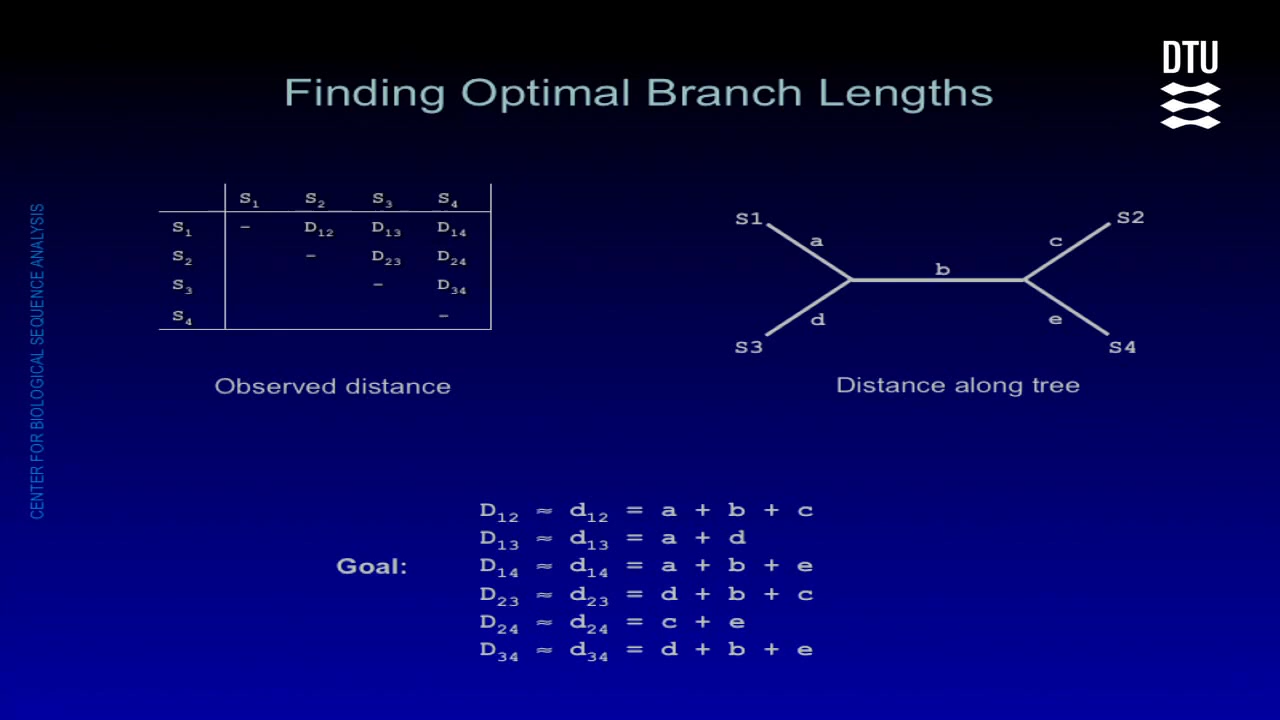 DTU
Finding Optimal Branch Lengths
CENTER FOR BIOLOGICAL SEQUENCE ANALYSIS
S1 S2 S3 S4
S1 – D12 D13 D14
S2 – D23 D24
S3 – D34
S4 –
Observed distance
S1 S2
a c
b
d e
S3 S4
Distance along tree
Goal:
D12 ≈ d12 = a + b + c
D13 ≈ d13 = a + d
D14 ≈ d14 = a + b + e
D23 ≈ d23 = d + b + c
D24 ≈ d24 = c + e
D34 ≈ d34 = d + b + e